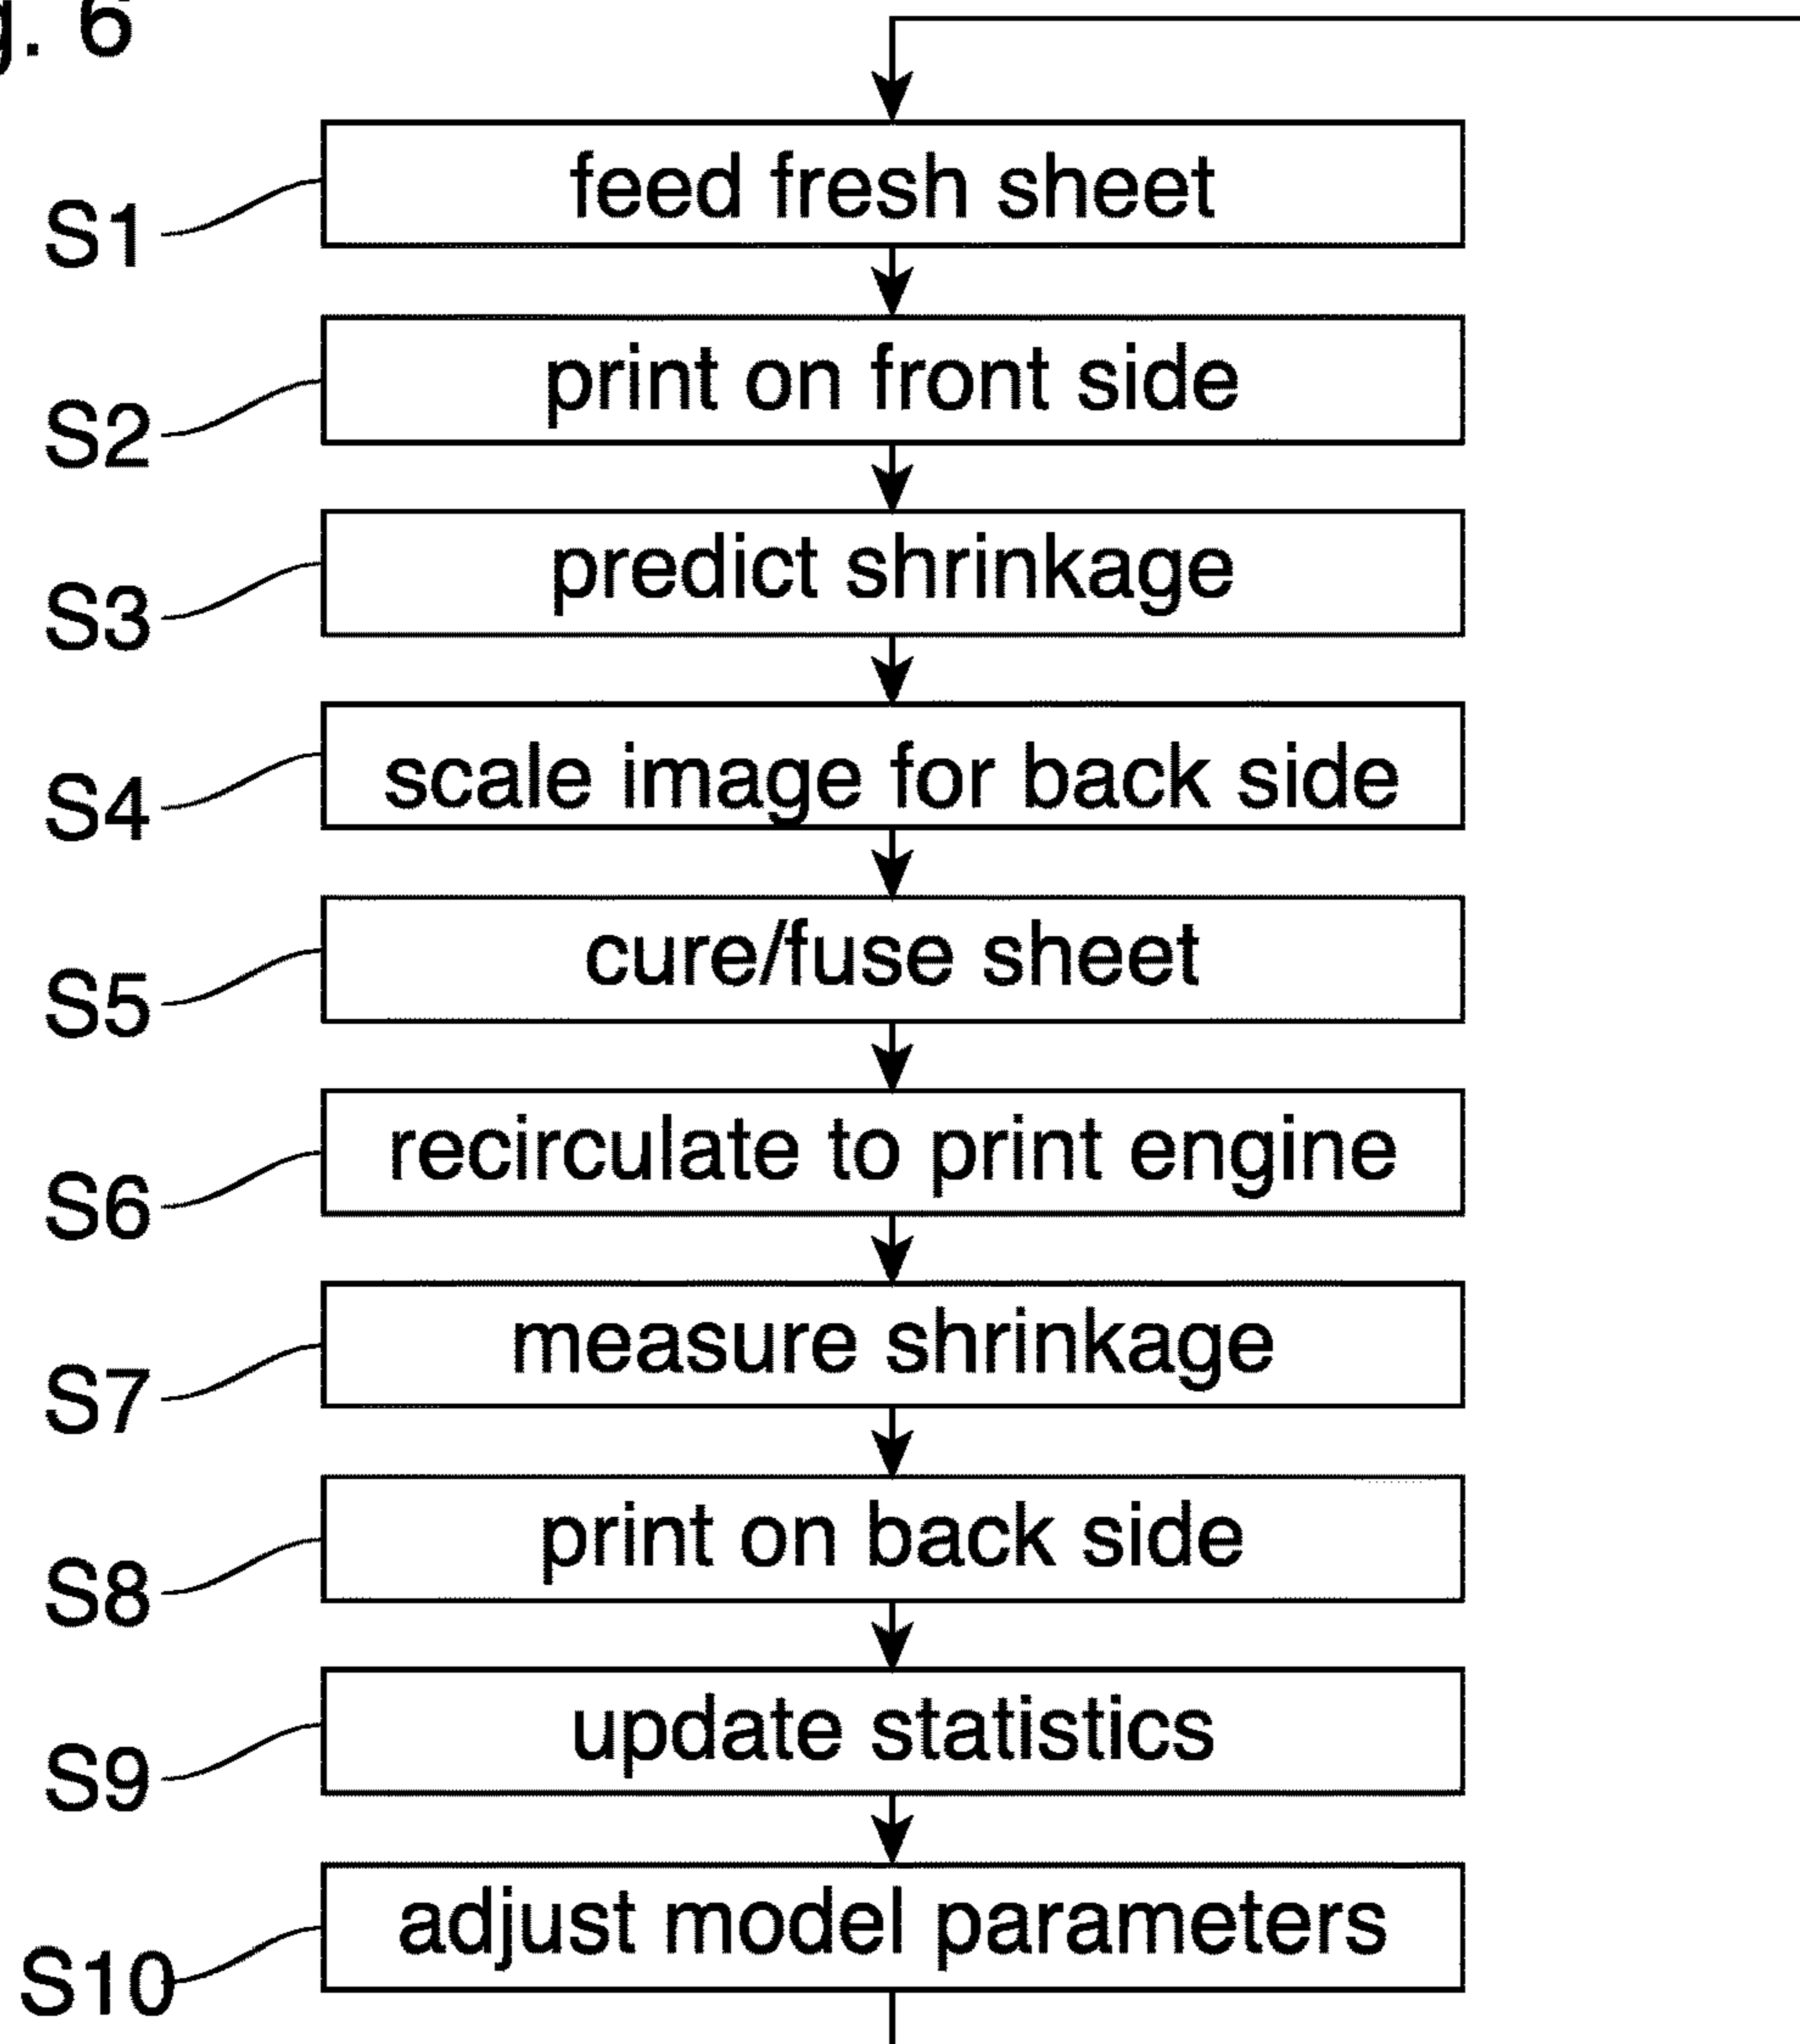 g. 6
feed fresh sheet
S1
print on front side
S2
predict shrinkage
S3
scale image for back side
S4
cure/fuse sheet
S5
recirculate to print engine
S6
measure shrinkage
S7
print on back side
S8
update statistics
S9
adjust model parameters
S10